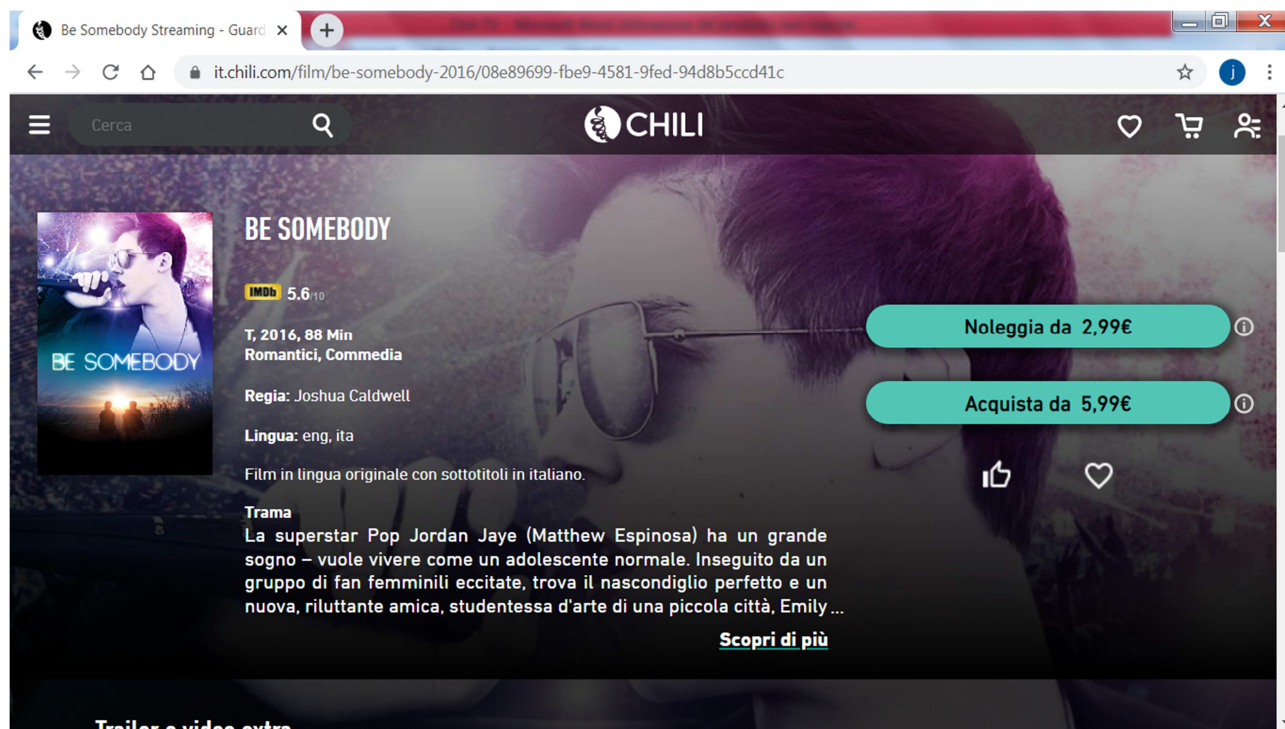 Be Somebody Streaming - Guard
it.chili.com/film/be-somebody-2016/08e89699-fbe9-4581-9fed-94d8b5ccd41c
j
Cerca
CHILI
BE SOMEBODY
BE SOMEBODY
IMDb 5.6/10
T, 2016, 88 Min
Romantici, Commedia
Regia: Joshua Caldwell
Lingua: eng, ita
Film in lingua originale con sottotitoli in italiano.
Trama
La superstar Pop Jordan Jaye (Matthew Espinosa) ha un grande
sogno – vuole vivere come un adolescente normale. Inseguito da un
gruppo di fan femminili eccitate, trova il nascondiglio perfetto e un
nuova, riluttante amica, studentessa d'arte di una piccola città, Emily ...
Scopri di più
Noleggia da 2,99€
Acquista da 5,99€
Trailer e video extra